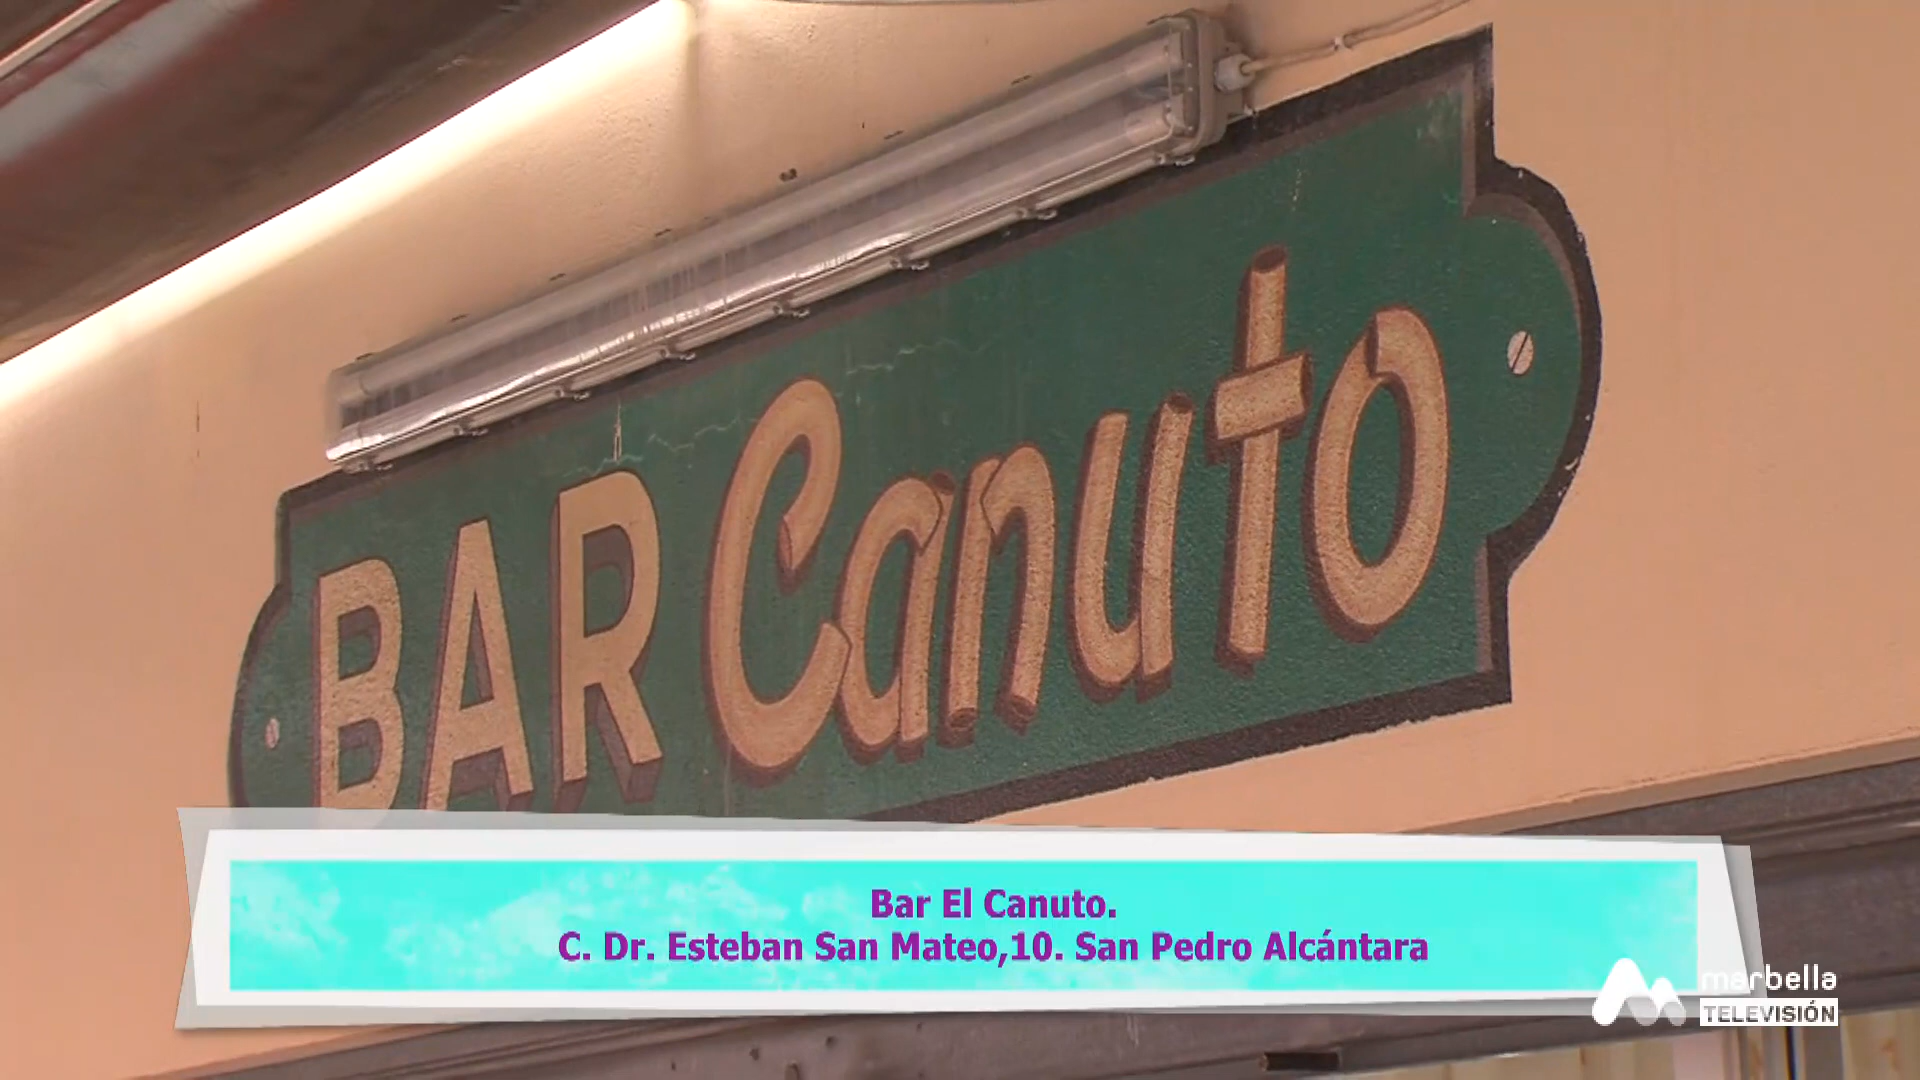 BAR Canuto
Bar El Canuto.
C. Dr. Esteban San Mateo,10. San Pedro Alcántara
marbella
TELEVISIÓN